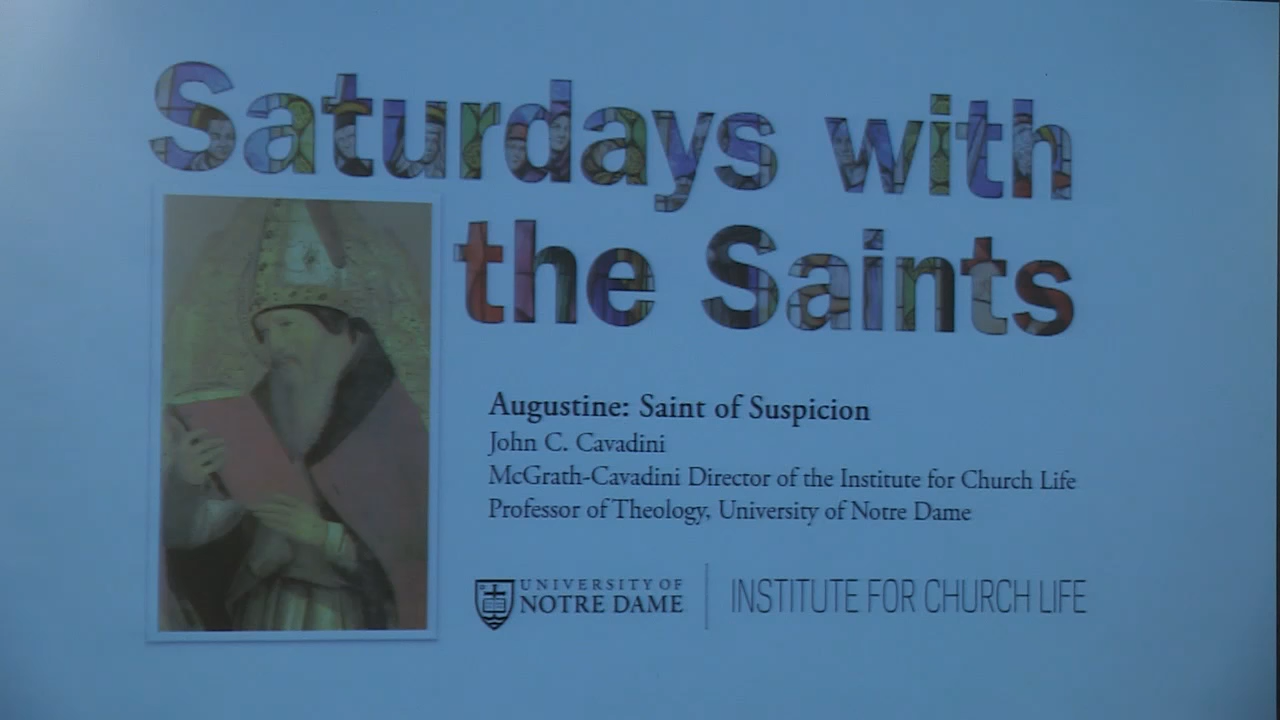 Saturdays with
the Saints
Augustine: Saint of Suspicion
John C. Cavadini
McGrath-Cavadini Director of the Institute for Church Life
Professor of Theology, University of Notre Dame
UNIVERSITY OF
NOTRE DAME
INSTITUTE FOR CHURCH LIFE